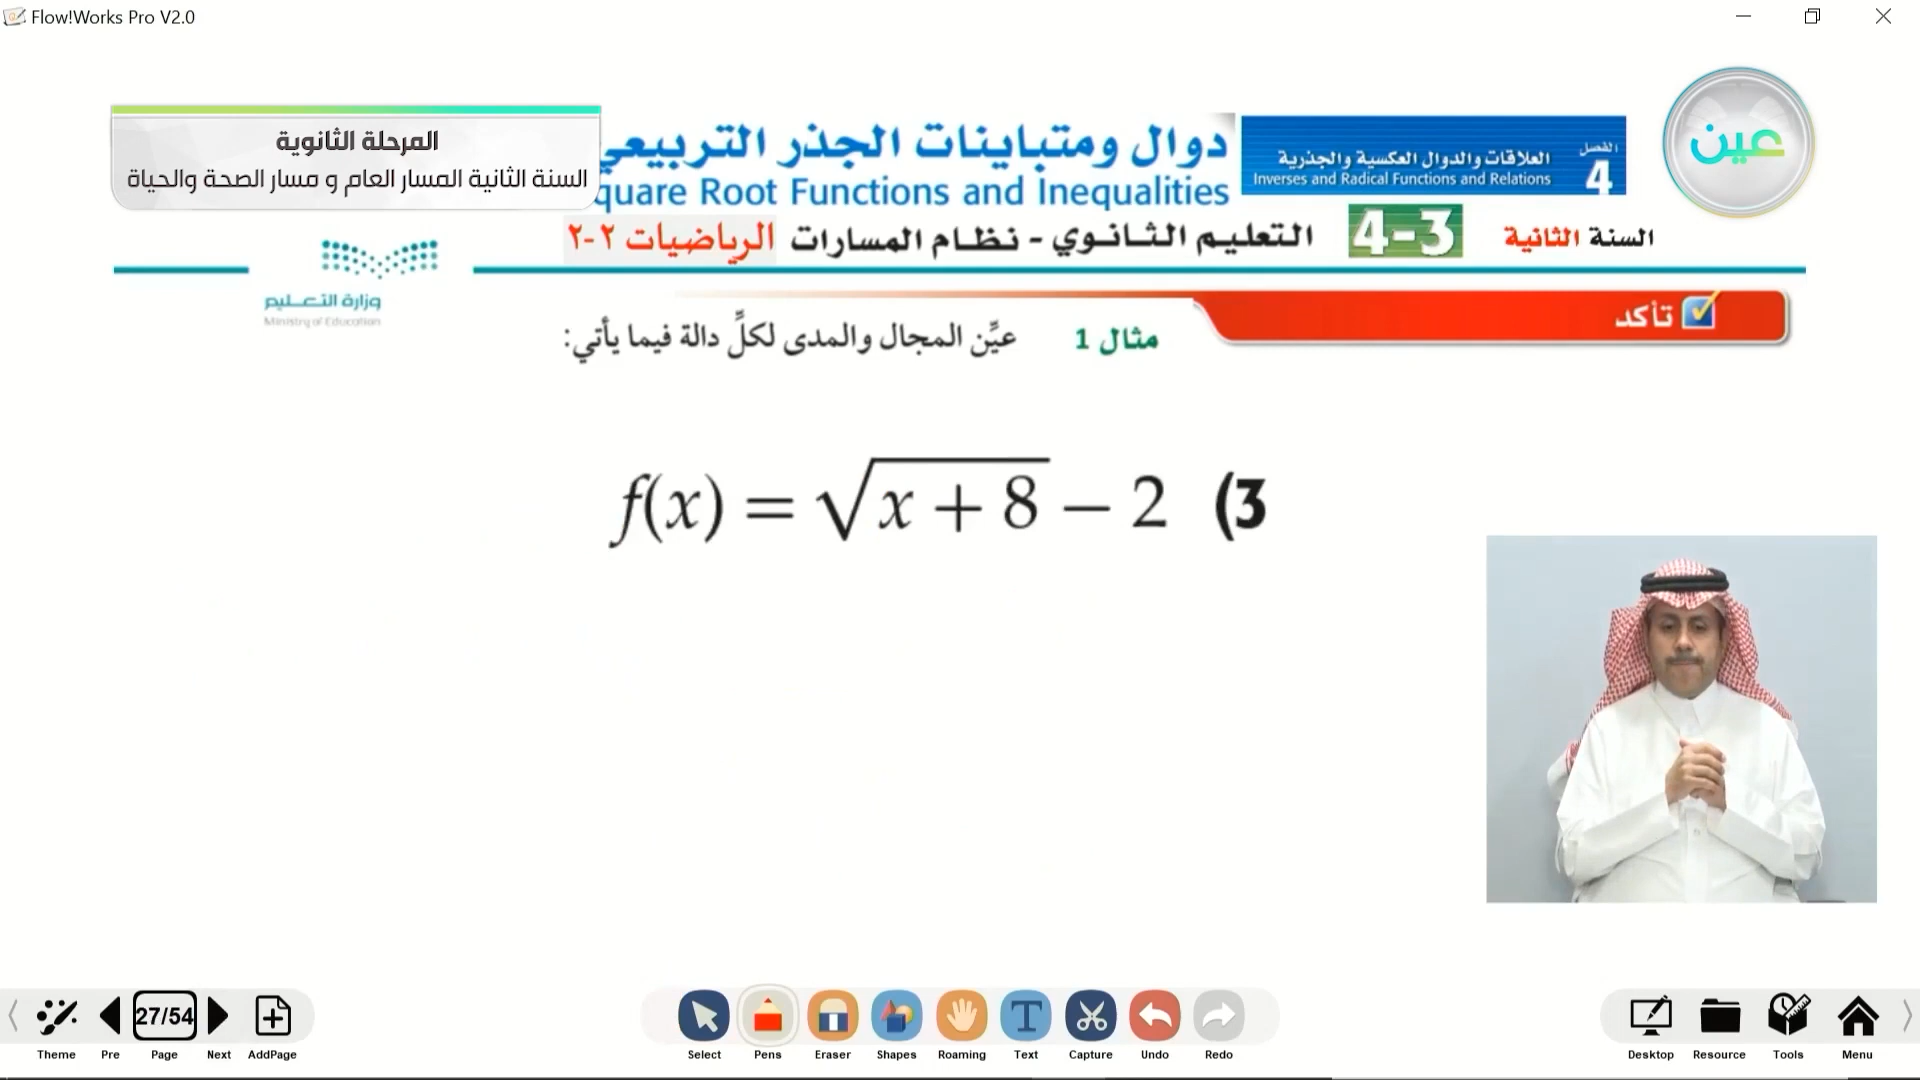 Flow!Works Pro V2.0
عين
الفصل 4
العلاقات والدوال العكسية والجذرية
Inverses and Radical Functions and Relations
دوال ومتباينات الجذر التربيعي
quare Root Functions and Inequalities
المرحلة الثانوية
السنة الثانية المسار العام و مسار الصحة والحياة
السنة الثانية
4-3
التعليم الثانوي - نظام المسارات الرياضيات ٢-٢
وزارة التعليم
Ministry of Education
تأكد
مثال 1 عيِّن المجال والمدى لكلِّ دالة فيما يأتي:
(3 f(x) = √(x + 8) − 2
27/54
Theme Pre Page Next AddPage
Select Pens Eraser Shapes Roaming Text Capture Undo Redo
Desktop Resource Tools Menu